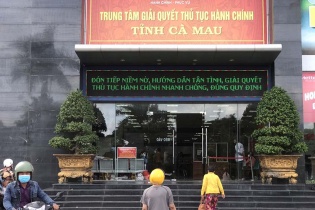 TRUNG TÂM GIẢI QUYẾT THỦ TỤC HÀNH CHÍNH
TỈNH CÀ MAU
ĐÓN TIẾP NIỀM NỞ, HƯỚNG DẪN TẬN TÌNH, GIẢI QUYẾT
THỦ TỤC HÀNH CHÍNH NHANH CHÓNG, ĐÚNG QUY ĐỊNH